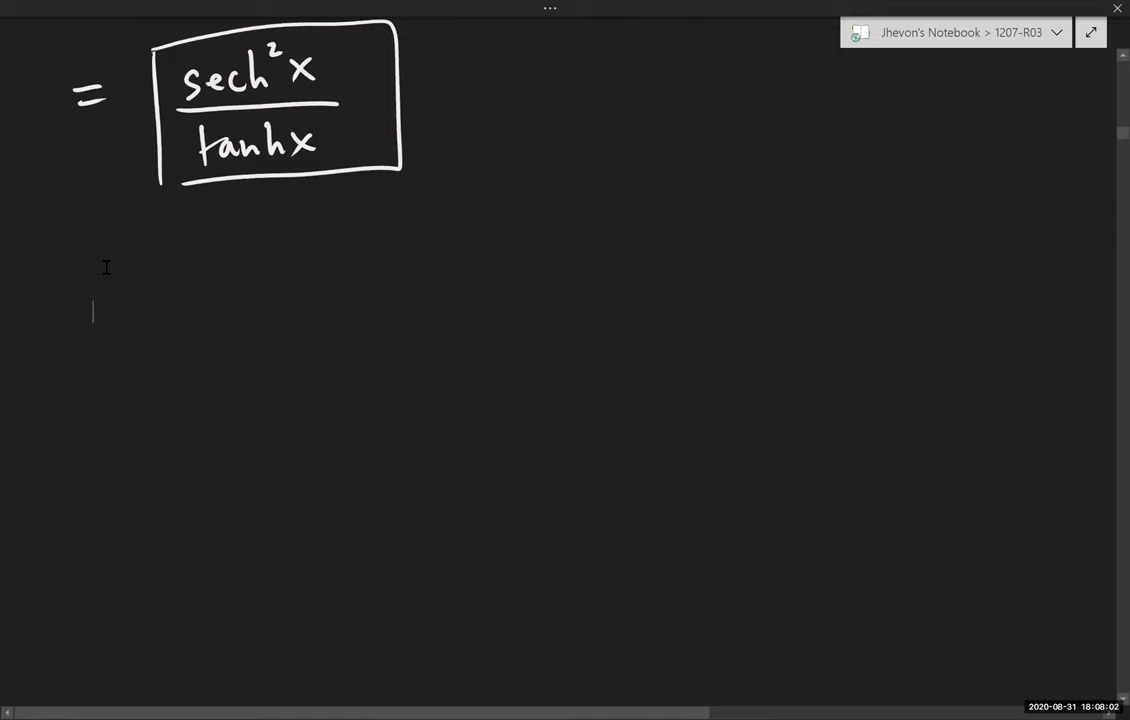 ...
Jhevon's Notebook > 1207-R03
= sech²x
tanhx
2020-08-31 18:08:02